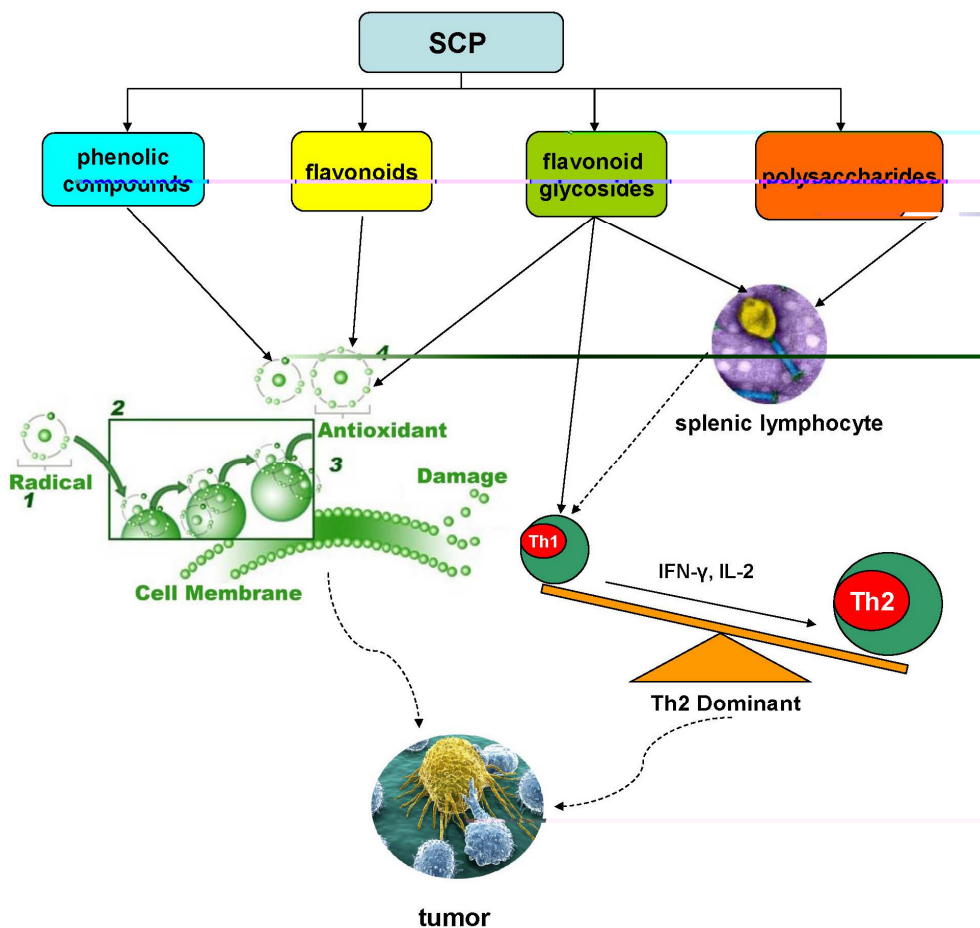 SCP
phenolic
compounds
flavonoids
flavonoid
glycosides
polysaccharides
splenic lymphocyte
4
2
Antioxidant
Radical
1
3
Damage
Cell Membrane
Th1
IFN-γ, IL-2
Th2
Th2 Dominant
tumor